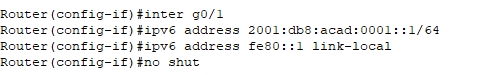 Router(config-if)#inter g0/1
Router(config-if)#ipv6 address 2001:db8:acad:0001::1/64
Router(config-if)#ipv6 address fe80::1 link-local
Router(config-if)#no shut